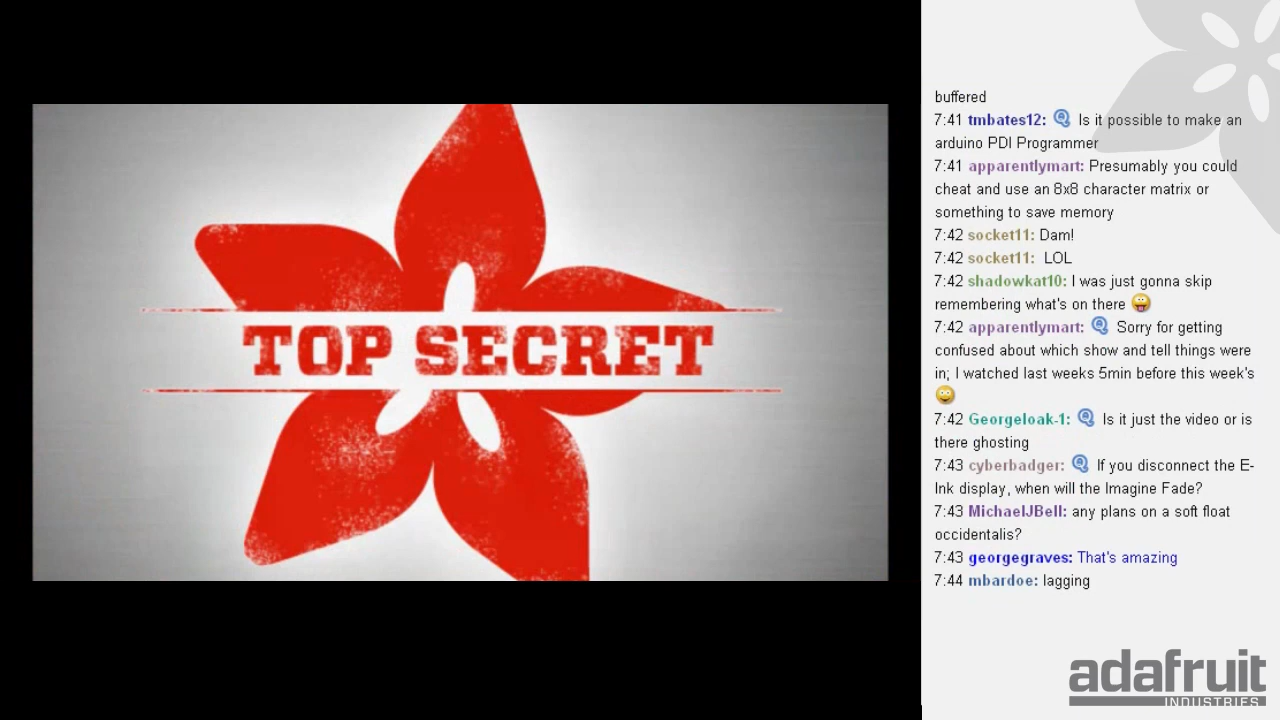 TOP SECRET
buffered
7:41 tmbates12: Is it possible to make an
arduino PDI Programmer
7:41 apparentlymart: Presumably you could
cheat and use an 8x8 character matrix or
something to save memory
7:42 socket11: Dam!
7:42 socket11: LOL
7:42 shadowkat10: I was just gonna skip
remembering what's on there
7:42 apparentlymart: Sorry for getting
confused about which show and tell things were
in; I watched last weeks 5min before this week's
7:42 Georgeloak-1: Is it just the video or is
there ghosting
7:43 cyberbadger: If you disconnect the E-
Ink display, when will the Imagine Fade?
7:43 MichaelJBell: any plans on a soft float
occidentalis?
7:43 georgegraves: That's amazing
7:44 mbardoe: lagging
adafruit
INDUSTRIES